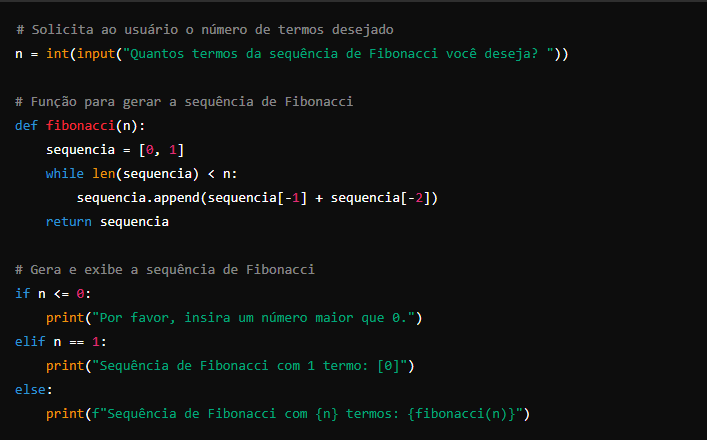 # Solicita ao usuário o número de termos desejado
n = int(input("Quantos termos da sequência de Fibonacci você deseja? "))
# Função para gerar a sequência de Fibonacci
def fibonacci(n):
    sequencia = [0, 1]
    while len(sequencia) < n:
        sequencia.append(sequencia[-1] + sequencia[-2])
    return sequencia
# Gera e exibe a sequência de Fibonacci
if n <= 0:
    print("Por favor, insira um número maior que 0.")
elif n == 1:
    print("Sequência de Fibonacci com 1 termo: [0]")
else:
    print(f"Sequência de Fibonacci com {n} termos: {fibonacci(n)}")